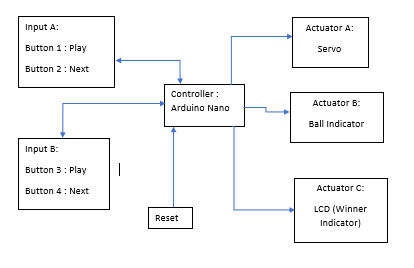 Input A:
Button 1 : Play
Button 2 : Next
Input B:
Button 3 : Play
Button 4 : Next
Controller :
Arduino Nano
Reset
Actuator A:
Servo
Actuator B:
Ball Indicator
Actuator C:
LCD (Winner
Indicator)